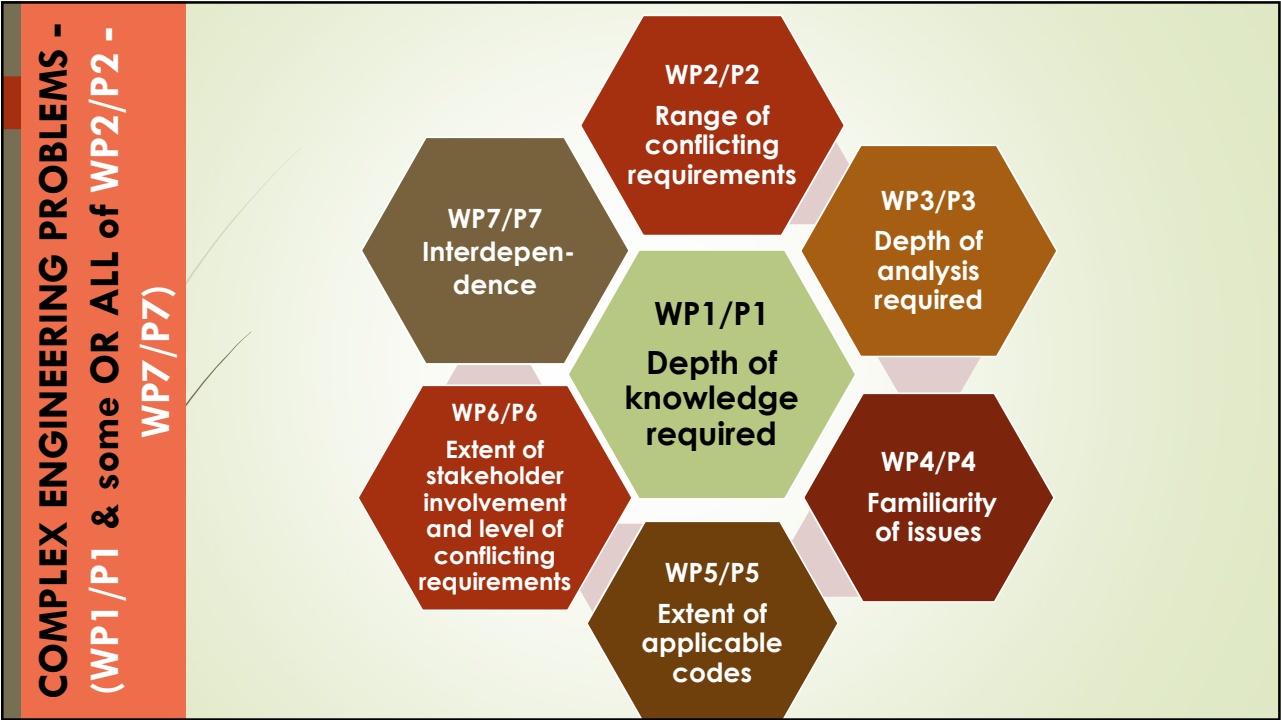 COMPLEX ENGINEERING PROBLEMS -
(WP1/P1 & some OR ALL of WP2/P2 -
WP7/P7)
WP2/P2
Range of
conflicting
requirements
WP3/P3
Depth of
analysis
required
WP4/P4
Familiarity
of issues
WP5/P5
Extent of
applicable
codes
WP6/P6
Extent of
stakeholder
involvement
and level of
conflicting
requirements
WP7/P7
Interdepen-
dence
WP1/P1
Depth of
knowledge
required